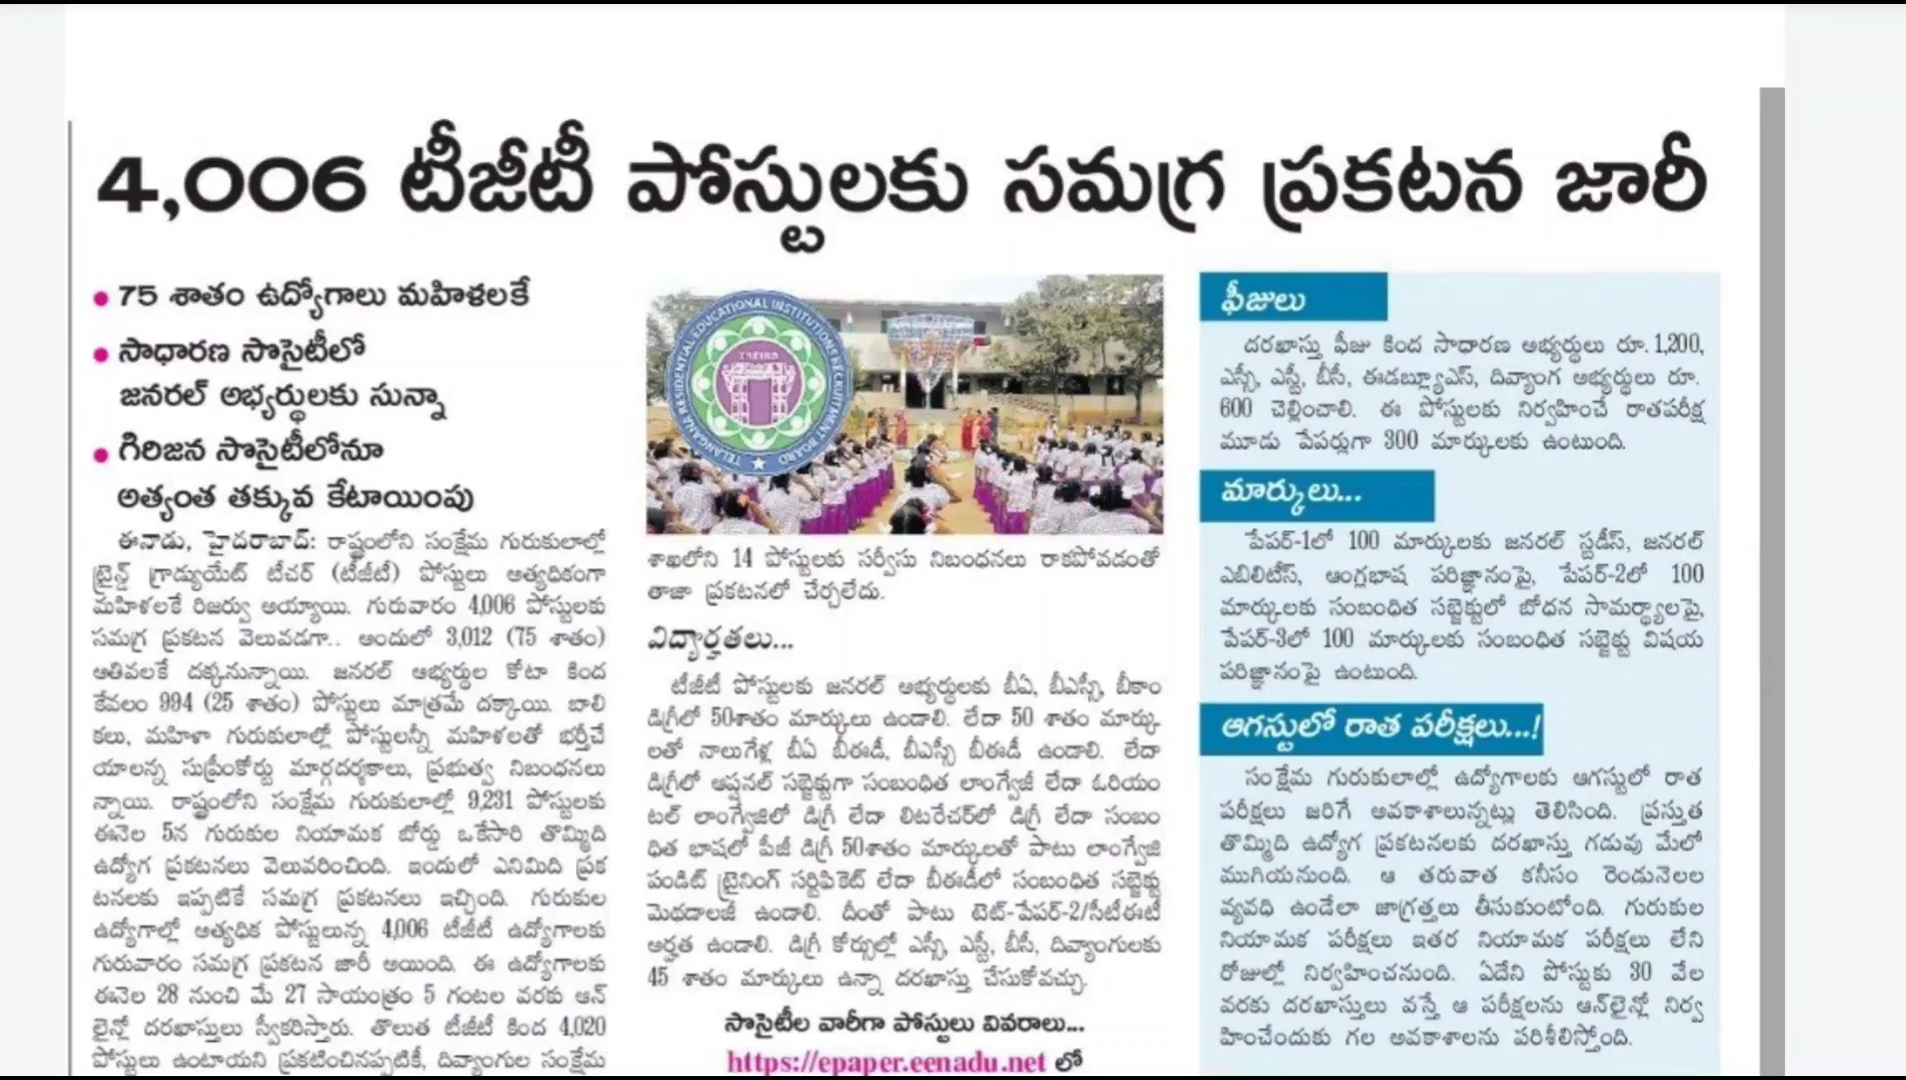 4,006 టీజీటీ పోస్టులకు సమగ్ర ప్రకటన జారీ
75 శాతం ఉద్యోగాలు మహిళలకే
సాధారణ సొసైటీలో
జనరల్ అభ్యర్థులకు సున్నా
గిరిజన సొసైటీలోనూ
అత్యంత తక్కువ కేటాయింపు
ఈనాడు, హైదరాబాద్: రాష్ట్రంలోని సంక్షేమ గురుకులాల్లో
ట్రైన్డ్ గ్రాడ్యుయేట్ టీచర్ (టీజీటీ) పోస్టులు అత్యధికంగా
మహిళలకే రిజర్వు అయ్యాయి. గురువారం 4,006 పోస్టులకు
సమగ్ర ప్రకటన వెలువడగా.. అందులో 3,012 (75 శాతం)
అతివలకే దక్కనున్నాయి. జనరల్ అభ్యర్థుల కోటా కింద
కేవలం 994 (25 శాతం) పోస్టులు మాత్రమే దక్కాయి. బాలి
కలు, మహిళా గురుకులాల్లో పోస్టులన్నీ మహిళలతో భర్తీచే
యాలన్న సుప్రీంకోర్టు మార్గదర్శకాలు, ప్రభుత్వ నిబంధనలు
న్నాయి. రాష్ట్రంలోని సంక్షేమ గురుకులాల్లో 9,231 పోస్టులకు
ఈనెల 5న గురుకుల నియామక బోర్డు ఒకేసారి తొమ్మిది
ఉద్యోగ ప్రకటనలు వెలువరించింది. ఇందులో ఎనిమిది ప్రక
టనలకు ఇప్పటికే సమగ్ర ప్రకటనలు ఇచ్చింది. గురుకుల
ఉద్యోగాల్లో అత్యధిక పోస్టులున్న 4,006 టీజీటీ ఉద్యోగాలకు
గురువారం సమగ్ర ప్రకటన జారీ అయింది. ఈ ఉద్యోగాలకు
ఈనెల 28 నుంచి మే 27 సాయంత్రం 5 గంటల వరకు ఆన్
లైన్లో దరఖాస్తులు స్వీకరిస్తారు. తొలుత టీజీటీ కింద 4,020
పోస్టులు ఉంటాయని ప్రకటించినప్పటికీ, దివ్యాంగుల సంక్షేమ
TELANGANA RESIDENTIAL EDUCATIONAL INSTITUTIONS RECRUITMENT BOARD
TREIRB
శాఖలోని 14 పోస్టులకు సర్వీసు నిబంధనలు రాకపోవడంతో
తాజా ప్రకటనలో చేర్చలేదు.
విద్యార్హతలు...
టీజీటీ పోస్టులకు జనరల్ అభ్యర్థులకు బీఏ, బీఎస్సీ, బీకాం
డిగ్రీలో 50శాతం మార్కులు ఉండాలి. లేదా 50 శాతం మార్కు
లతో నాలుగేళ్ల బీఏ బీఈడీ, బీఎస్సీ బీఈడీ ఉండాలి. లేదా
డిగ్రీలో ఆప్షనల్ సబ్జెక్టుగా సంబంధిత లాంగ్వేజీ లేదా ఓరియం
టల్ లాంగ్వేజిలో డిగ్రీ లేదా లిటరేచర్‌లో డిగ్రీ లేదా సంబం
ధిత భాషలో పీజీ డిగ్రీ 50శాతం మార్కులతో పాటు లాంగ్వేజి
పండిట్ ట్రైనింగ్ సర్టిఫికెట్ లేదా బీఈడీలో సంబంధిత సబ్జెక్టు
మెథడాలజీ ఉండాలి. దీంతో పాటు టెట్-పేపర్-2/సీటీఈటీ
అర్హత ఉండాలి. డిగ్రీ కోర్సుల్లో ఎస్సీ, ఎస్టీ, బీసీ, దివ్యాంగులకు
45 శాతం మార్కులు ఉన్నా దరఖాస్తు చేసుకోవచ్చు.
సొసైటీల వారీగా పోస్టులు వివరాలు...
https://epaper.eenadu.net లో
ఫీజులు
దరఖాస్తు ఫీజు కింద సాధారణ అభ్యర్థులు రూ.1,200,
ఎస్సీ, ఎస్టీ, బీసీ, ఈడబ్ల్యూఎస్, దివ్యాంగ అభ్యర్థులు రూ.
600 చెల్లించాలి. ఈ పోస్టులకు నిర్వహించే రాతపరీక్ష
మూడు పేపర్లుగా 300 మార్కులకు ఉంటుంది.
మార్కులు...
పేపర్-1లో 100 మార్కులకు జనరల్ స్టడీస్, జనరల్
ఎబిలిటీస్, ఆంగ్లభాష పరిజ్ఞానంపై, పేపర్-2లో 100
మార్కులకు సంబంధిత సబ్జెక్టులో బోధన సామర్థ్యాలపై,
పేపర్-3లో 100 మార్కులకు సంబంధిత సబ్జెక్టు విషయ
పరిజ్ఞానంపై ఉంటుంది.
ఆగస్టులో రాత పరీక్షలు...!
సంక్షేమ గురుకులాల్లో ఉద్యోగాలకు ఆగస్టులో రాత
పరీక్షలు జరిగే అవకాశాలున్నట్లు తెలిసింది. ప్రస్తుత
తొమ్మిది ఉద్యోగ ప్రకటనలకు దరఖాస్తు గడువు మేలో
ముగియనుంది. ఆ తరువాత కనీసం రెండునెలల
వ్యవధి ఉండేలా జాగ్రత్తలు తీసుకుంటోంది. గురుకుల
నియామక పరీక్షలు ఇతర నియామక పరీక్షలు లేని
రోజుల్లో నిర్వహించనుంది. ఏదేని పోస్టుకు 30 వేల
వరకు దరఖాస్తులు వస్తే ఆ పరీక్షలను ఆన్‌లైన్లో నిర్వ
హించేందుకు గల అవకాశాలను పరిశీలిస్తోంది.